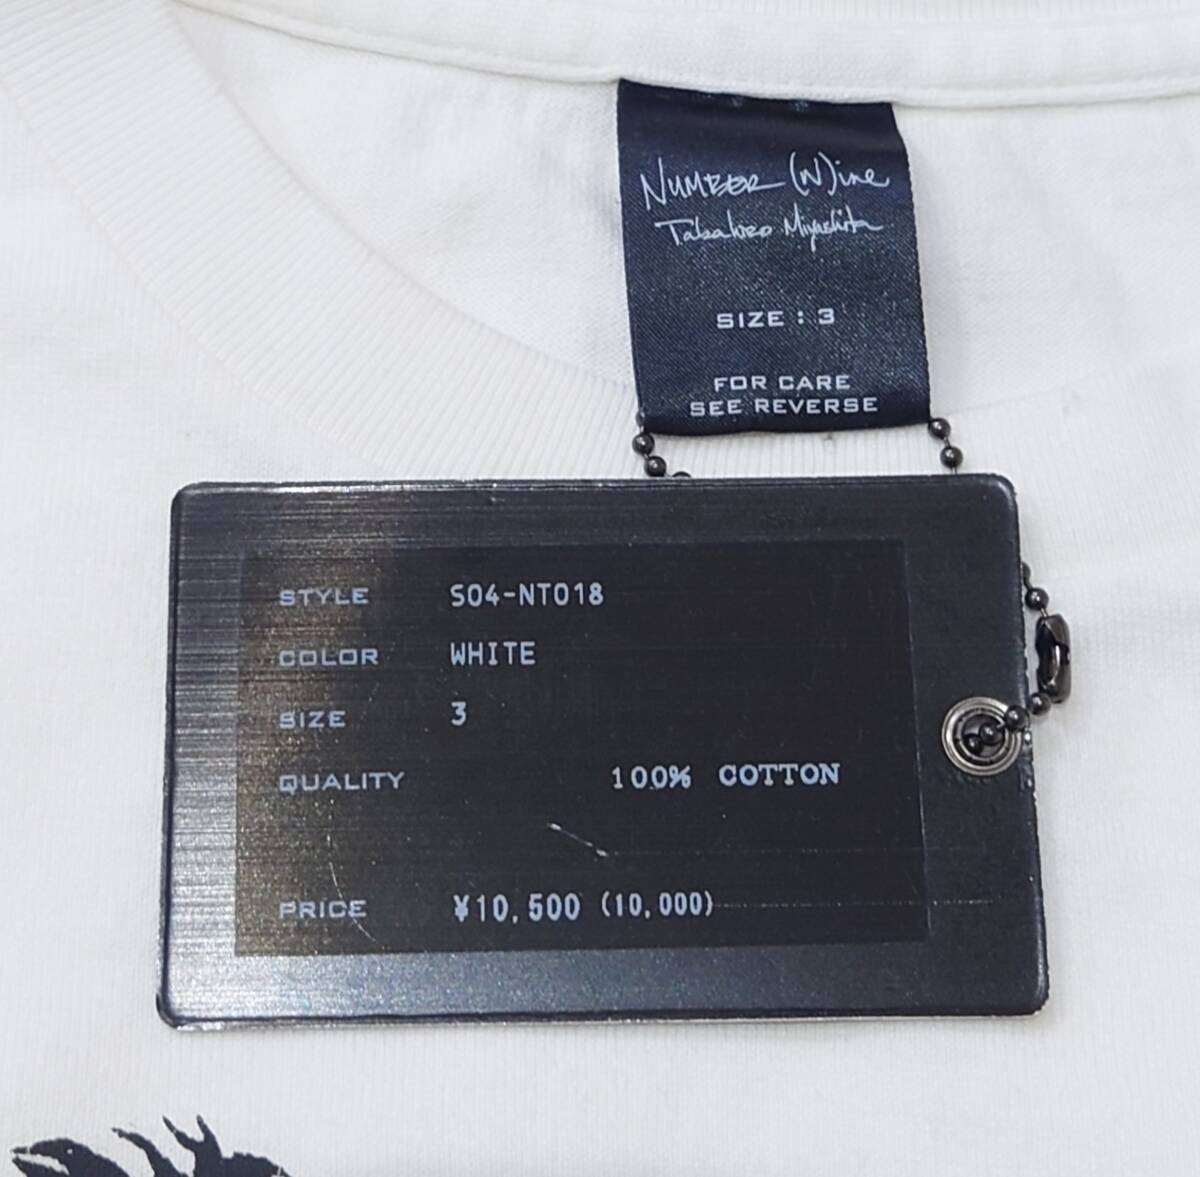 NUMBER (N)ine
Takahiro Miyashita
SIZE : 3
FOR CARE
SEE REVERSE
STYLE S04-NT018
COLOR WHITE
SIZE 3
QUALITY 100% COTTON
PRICE ¥10,500 (10,000)